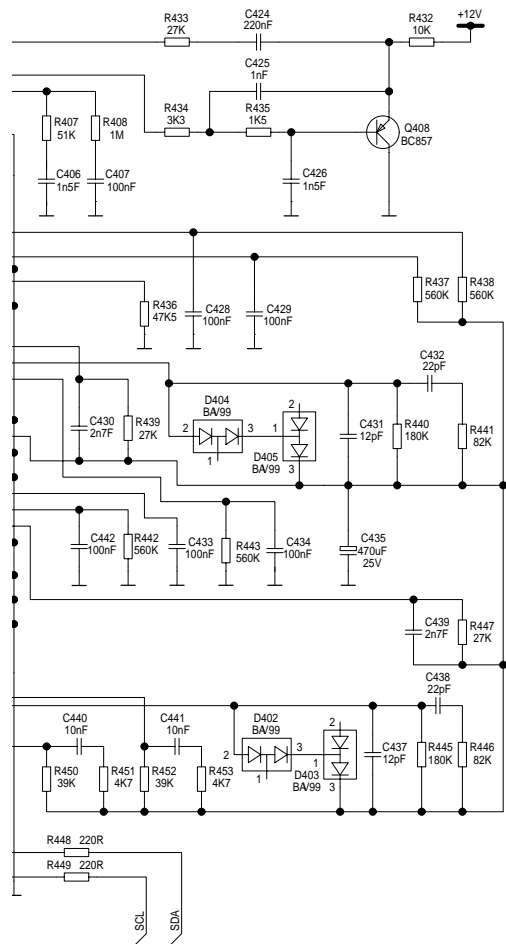 R433
27K
C424
220nF
R432
10K
+12V
C425
1nF
R434
3K3
R435
1K5
Q408
BC857
R407
51K
R408
1M
C406
1n5F
C407
100nF
C426
1n5F
R437
560K
R438
560K
R436
47K5
C428
100nF
C429
100nF
C432
22pF
D404
BAV99
2
3
1
2
1
3
D405
BAV99
C430
2n7F
R439
27K
C431
12pF
R440
180K
R441
82K
C442
100nF
R442
560K
C433
100nF
R443
560K
C434
100nF
C435
470uF
25V
C439
2n7F
R447
27K
C438
22pF
C440
10nF
C441
10nF
D402
BAV99
2
3
1
2
1
3
D403
BAV99
C437
12pF
R445
180K
R446
82K
R450
39K
R451
4K7
R452
39K
R453
4K7
R448 220R
R449 220R
SCL
SDA